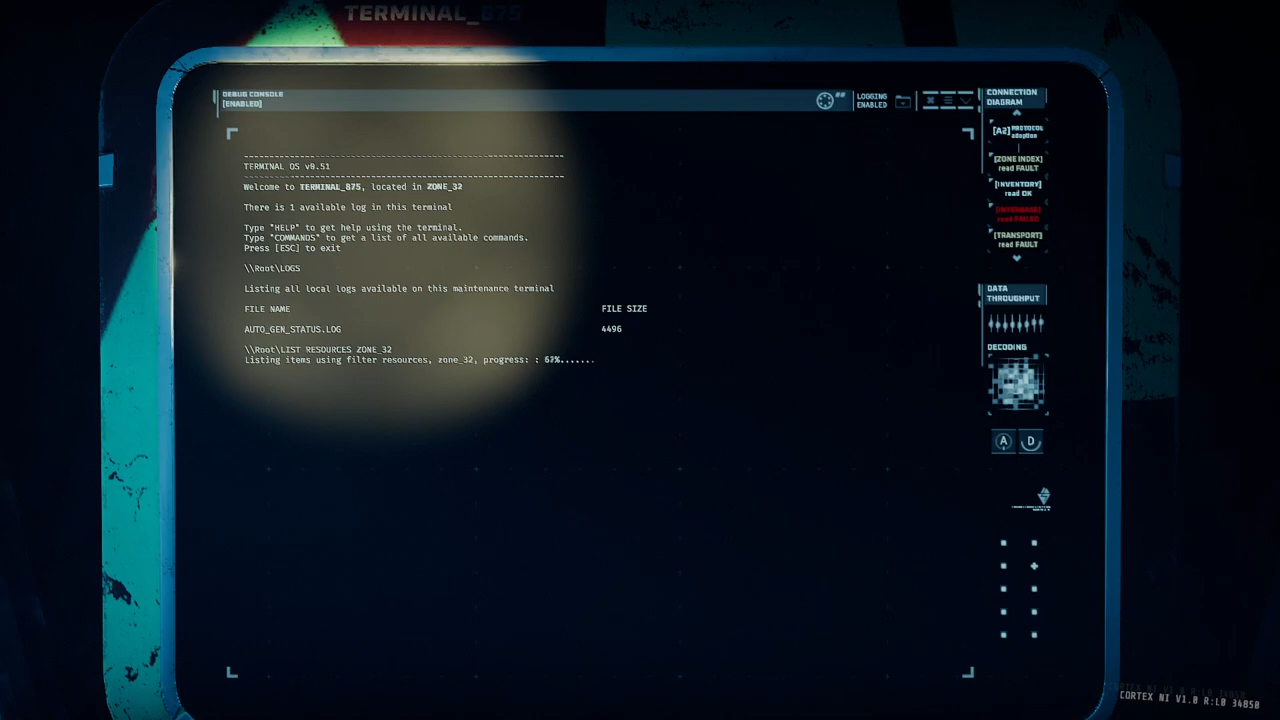 TERMINAL_875
DEBUG CONSOLE
[ENABLED]
LOGGING
ENABLED
--------------------------------------------------------
TERMINAL OS v0.51
--------------------------------------------------------
Welcome to TERMINAL_875, located in ZONE_32
There is 1 available log in this terminal
Type "HELP" to get help using the terminal.
Type "COMMANDS" to get a list of all available commands.
Press [ESC] to exit
\\Root\LOGS
Listing all local logs available on this maintenance terminal
FILE NAME FILE SIZE
AUTO_GEN_STATUS.LOG 4496
\\Root\LIST RESOURCES ZONE_32
Listing items using filter resources, zone_32, progress: : 67%.......
CONNECTION
DIAGRAM
[A2] PROTOCOL
adaption
[ZONE INDEX]
read FAULT
[INVENTORY]
read OK
read FAILED
[TRANSPORT]
read FAULT
DATA
THROUGHPUT
DECODING
A D
CORTEX NI V1.0 R:L0 34850